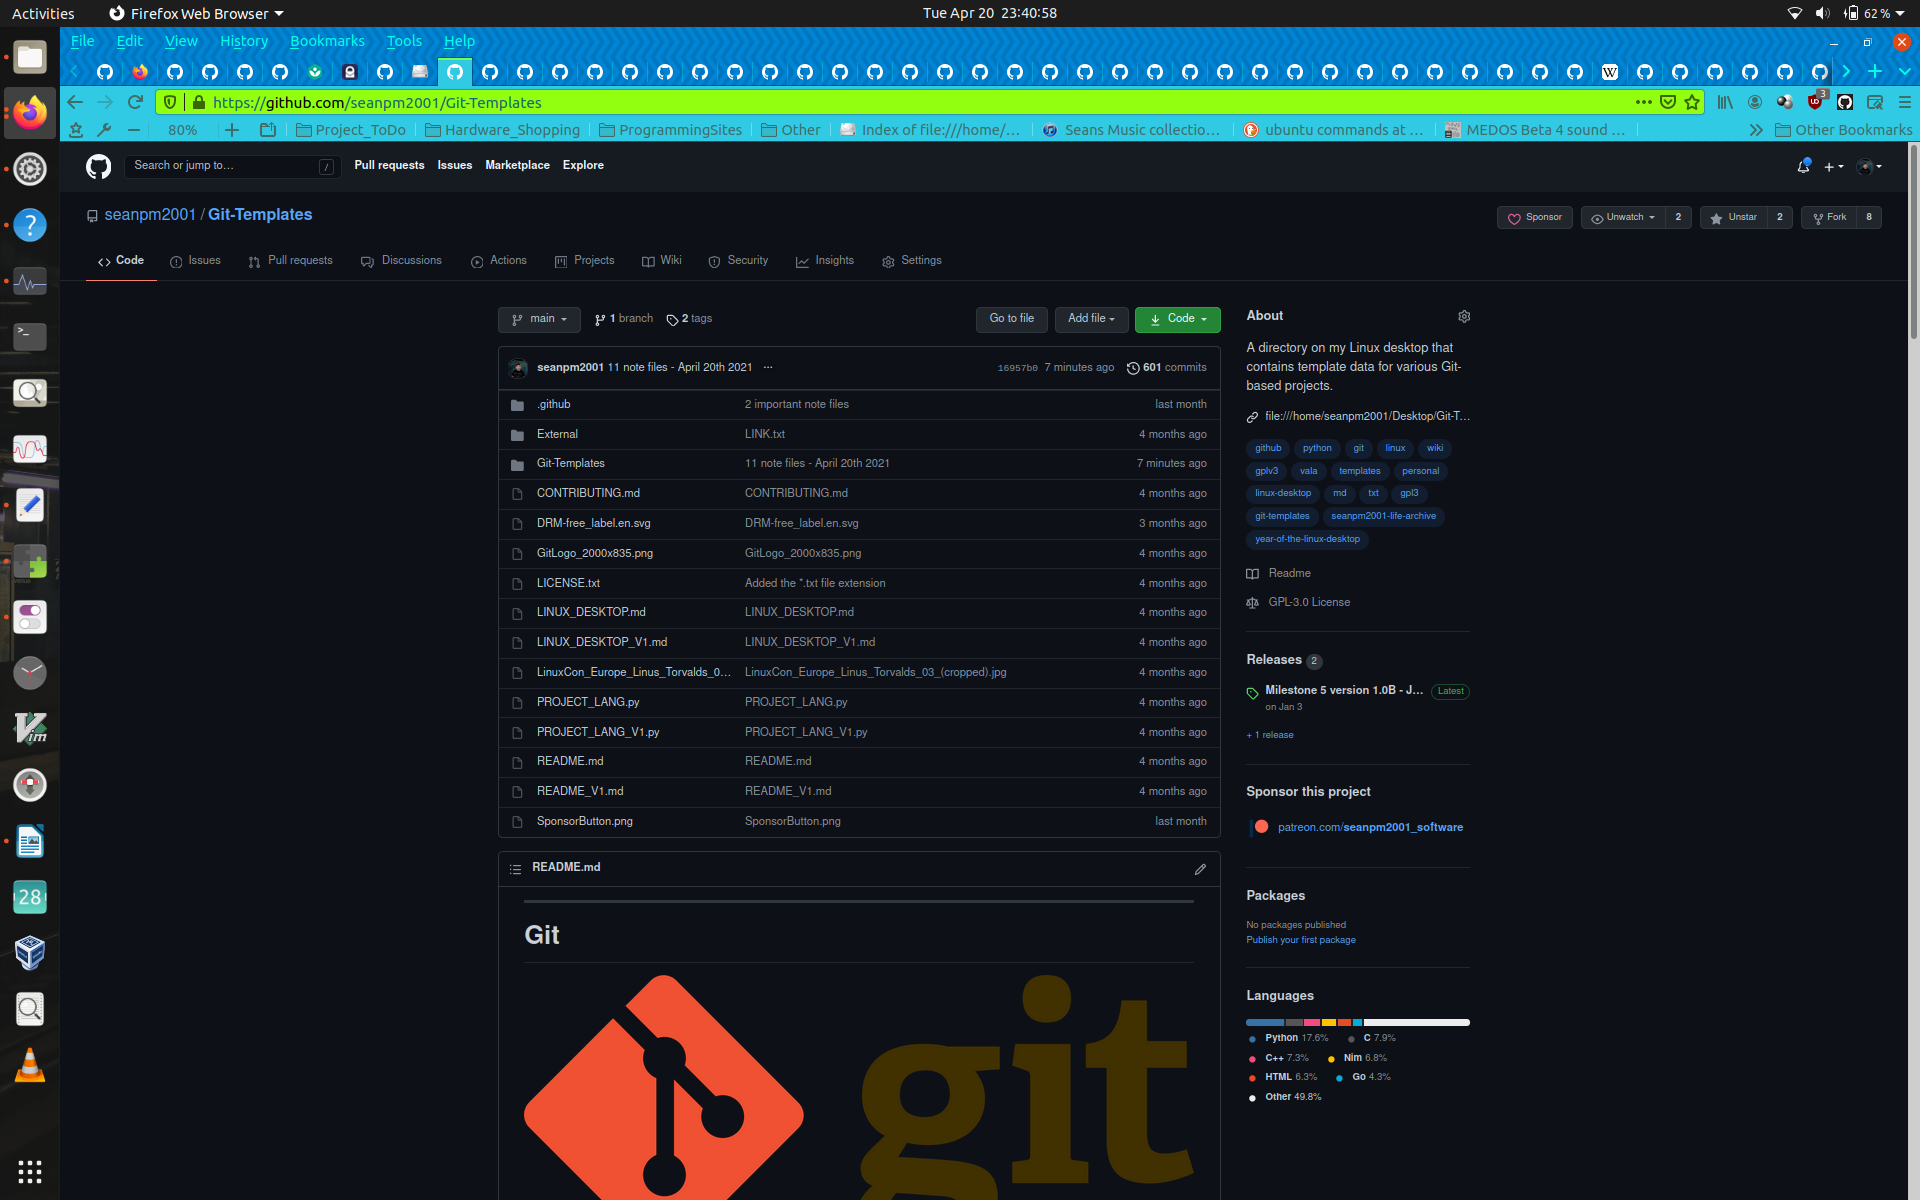 Activities Firefox Web Browser Tue Apr 20 23:40:58 62 %
File Edit View History Bookmarks Tools Help
W
https://github.com/seanpm2001/Git-Templates 3
80% Project_ToDo Hardware_Shopping ProgrammingSites Other Index of file:///home/... Seans Music collectio... ubuntu commands at ... MEDOS Beta 4 sound ... Other Bookmarks
Search or jump to... / Pull requests Issues Marketplace Explore
seanpm2001 / Git-Templates Sponsor Unwatch 2 Unstar 2 Fork 8
Code Issues Pull requests Discussions Actions Projects Wiki Security Insights Settings
main 1 branch 2 tags Go to file Add file Code
seanpm2001 11 note files - April 20th 2021 ... 16957b0 7 minutes ago 601 commits
.github 2 important note files last month
External LINK.txt 4 months ago
Git-Templates 11 note files - April 20th 2021 7 minutes ago
CONTRIBUTING.md CONTRIBUTING.md 4 months ago
DRM-free_label.en.svg DRM-free_label.en.svg 3 months ago
GitLogo_2000x835.png GitLogo_2000x835.png 4 months ago
LICENSE.txt Added the *.txt file extension 4 months ago
LINUX_DESKTOP.md LINUX_DESKTOP.md 4 months ago
LINUX_DESKTOP_V1.md LINUX_DESKTOP_V1.md 4 months ago
LinuxCon_Europe_Linus_Torvalds_0... LinuxCon_Europe_Linus_Torvalds_03_(cropped).jpg 4 months ago
PROJECT_LANG.py PROJECT_LANG.py 4 months ago
PROJECT_LANG_V1.py PROJECT_LANG_V1.py 4 months ago
README.md README.md 4 months ago
README_V1.md README_V1.md 4 months ago
SponsorButton.png SponsorButton.png last month
README.md
Git
git
About
A directory on my Linux desktop that
contains template data for various Git-
based projects.
file:///home/seanpm2001/Desktop/Git-T...
github python git linux wiki
gplv3 vala templates personal
linux-desktop md txt gpl3
git-templates seanpm2001-life-archive
year-of-the-linux-desktop
Readme
GPL-3.0 License
Releases 2
Milestone 5 version 1.0B - J... Latest
on Jan 3
+ 1 release
Sponsor this project
patreon.com/seanpm2001_software
Packages
No packages published
Publish your first package
Languages
Python 17.6% C 7.9%
C++ 7.3% Nim 6.8%
HTML 6.3% Go 4.3%
Other 49.8%
?
>_
Vim
28